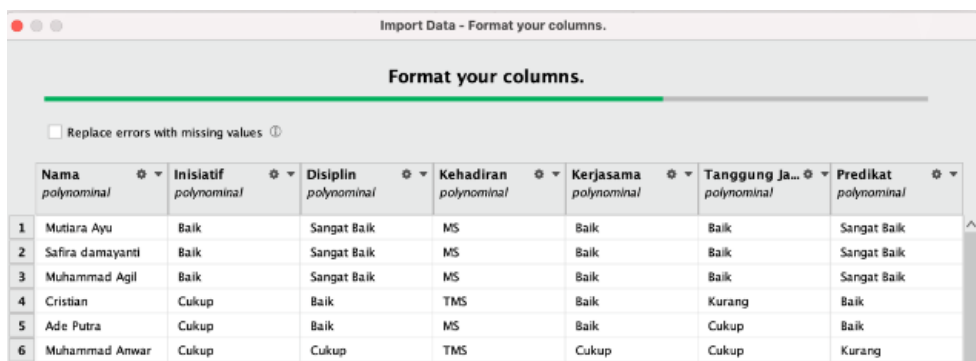 Import Data - Format your columns.
Format your columns.
Replace errors with missing values
Nama Inisiatif Disiplin Kehadiran Kerjasama Tanggung Ja... Predikat
polynominal polynominal polynominal polynominal polynominal polynominal polynominal
1 Mutiara Ayu Baik Sangat Baik MS Baik Baik Sangat Baik
2 Safira damayanti Baik Sangat Baik MS Baik Baik Sangat Baik
3 Muhammad Agil Baik Sangat Baik MS Baik Baik Sangat Baik
4 Cristian Cukup Baik TMS Baik Kurang Baik
5 Ade Putra Cukup Baik MS Baik Cukup Baik
6 Muhammad Anwar Cukup Cukup TMS Cukup Cukup Kurang